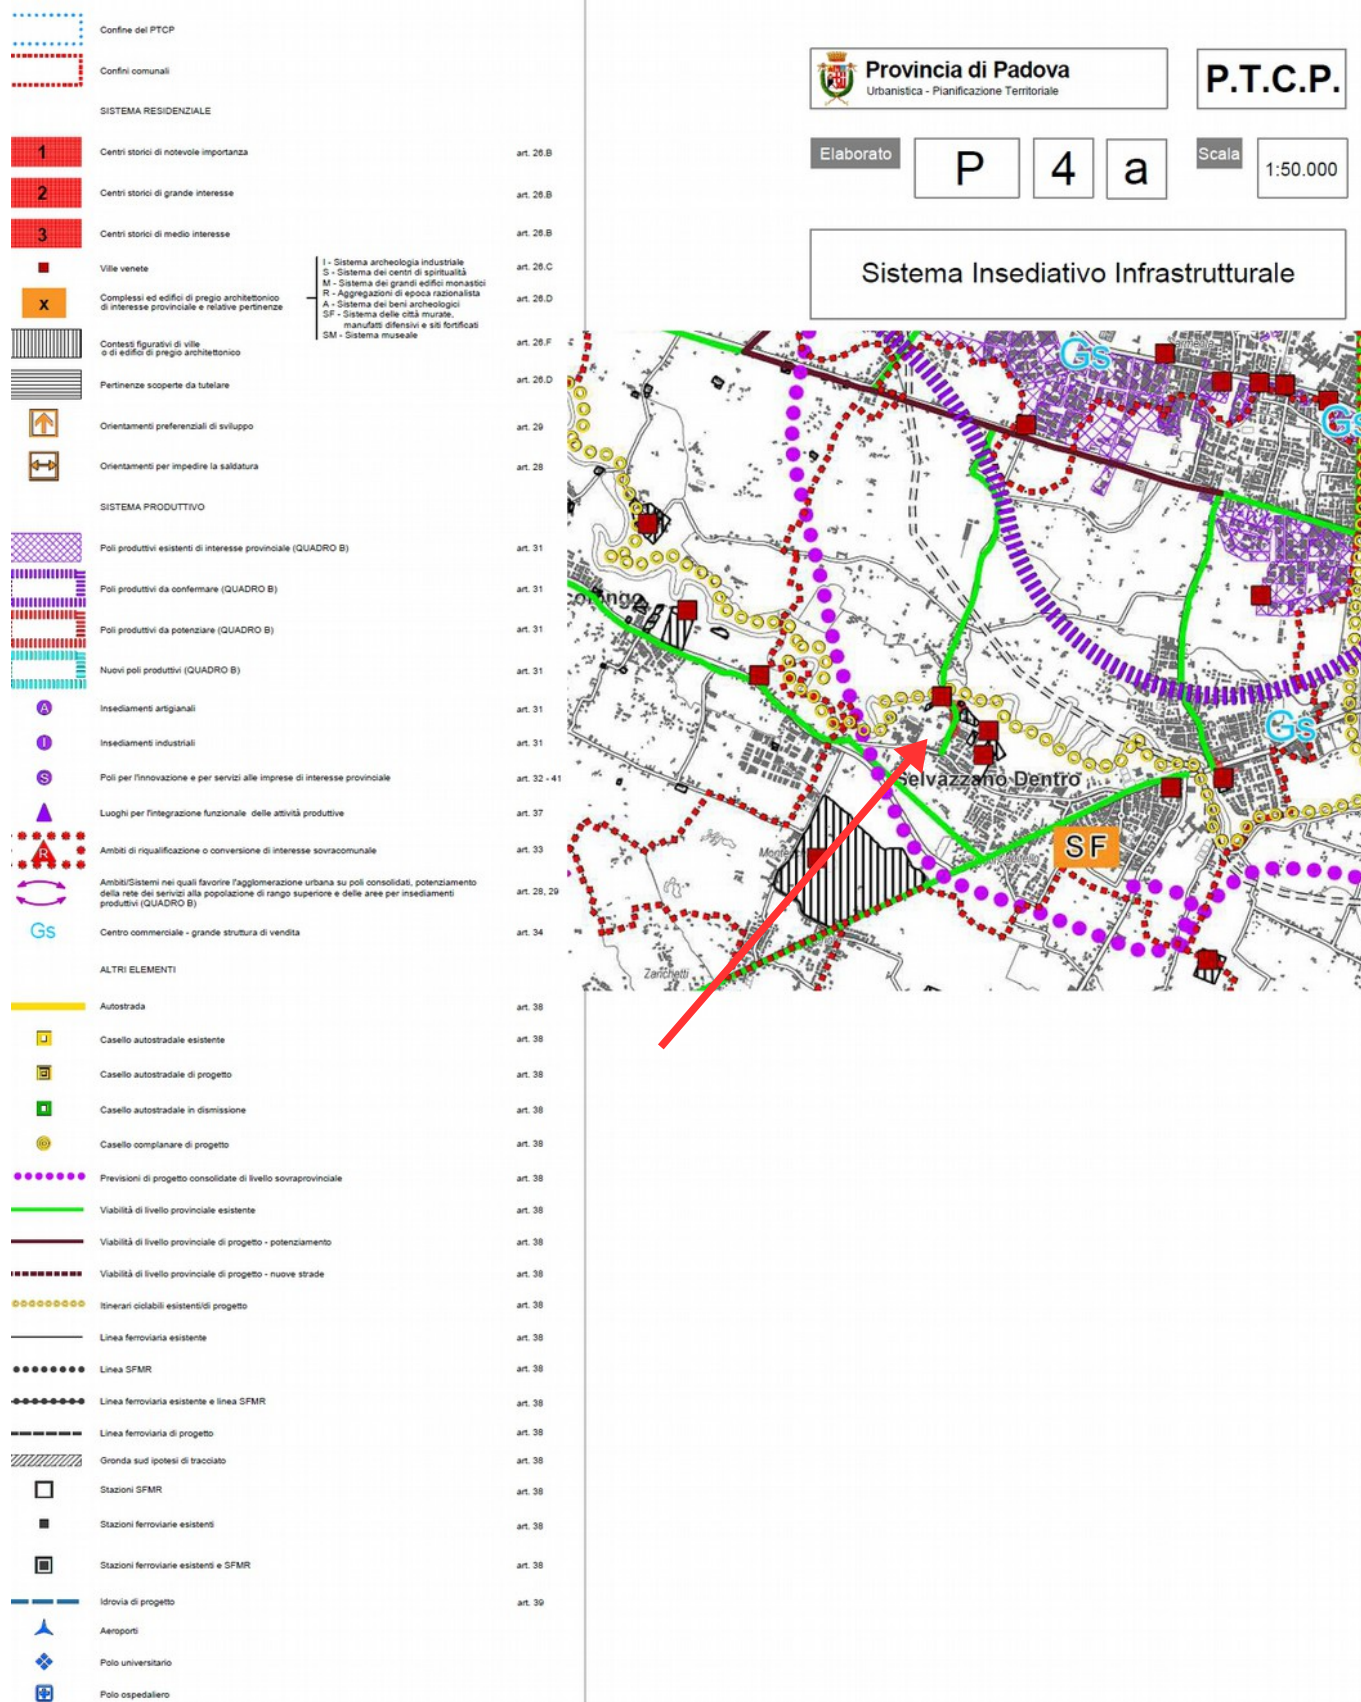 Confine del PTCP
Confini comunali
SISTEMA RESIDENZIALE
1 Centri storici di notevole importanza art. 26.B
2 Centri storici di grande interesse art. 26.B
3 Centri storici di medio interesse art. 26.B
Ville venete art. 26.C
x Complessi ed edifici di pregio architettonico
di interesse provinciale e relative pertinenze art. 26.D
I - Sistema archeologia industriale
S - Sistema dei centri di spiritualità
M - Sistema dei grandi edifici monastici
R - Aggregazioni di epoca razionalista
A - Sistema dei beni archeologici
SF - Sistema delle città murate,
manufatti difensivi e siti fortificati
SM - Sistema museale
Contesti figurativi di ville
o di edifici di pregio architettonico art. 26.F
Pertinenze scoperte da tutelare art. 26.D
Orientamenti preferenziali di sviluppo art. 29
Orientamenti per impedire la saldatura art. 28
SISTEMA PRODUTTIVO
Poli produttivi esistenti di interesse provinciale (QUADRO B) art. 31
Poli produttivi da confermare (QUADRO B) art. 31
Poli produttivi da potenziare (QUADRO B) art. 31
Nuovi poli produttivi (QUADRO B) art. 31
A Insediamenti artigianali art. 31
I Insediamenti industriali art. 31
S Poli per l'innovazione e per servizi alle imprese di interesse provinciale art. 32 - 41
Luoghi per l'integrazione funzionale delle attività produttive art. 37
R Ambiti di riqualificazione o conversione di interesse sovracomunale art. 33
Ambiti/Sistemi nei quali favorire l'agglomerazione urbana su poli consolidati, potenziamento
della rete dei serivizi alla popolazione di rango superiore e delle aree per insediamenti
produttivi (QUADRO B) art. 28, 29
Gs Centro commerciale - grande struttura di vendita art. 34
ALTRI ELEMENTI
Autostrada art. 38
Casello autostradale esistente art. 38
Casello autostradale di progetto art. 38
Casello autostradale in dismissione art. 38
Casello complanare di progetto art. 38
Previsioni di progetto consolidate di livello sovraprovinciale art. 38
Viabilità di livello provinciale esistente art. 38
Viabilità di livello provinciale di progetto - potenziamento art. 38
Viabilità di livello provinciale di progetto - nuove strade art. 38
Itinerari ciclabili esistenti/di progetto art. 38
Linea ferroviaria esistente art. 38
Linea SFMR art. 38
Linea ferroviaria esistente e linea SFMR art. 38
Linea ferroviaria di progetto art. 38
Gronda sud ipotesi di tracciato art. 38
Stazioni SFMR art. 38
Stazioni ferroviarie esistenti art. 38
Stazioni ferroviarie esistenti e SFMR art. 38
Idrovia di progetto art. 39
Aeroporti
Polo universitario
Polo ospedaliero
Provincia di Padova
Urbanistica - Pianificazione Territoriale
P.T.C.P.
Elaborato P 4 a
Scala 1:50.000
Sistema Insediativo Infrastrutturale
Gs
Gs
Gs
Selvazzano Dentro
SF
Zanchetti